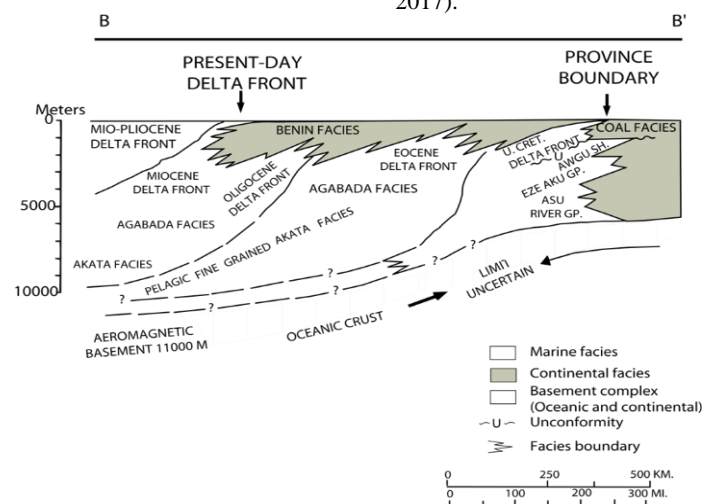 2017).
B B'
PRESENT-DAY
DELTA FRONT
PROVINCE
BOUNDARY
Meters
0
5000
10000
MIO-PLIOCENE
DELTA FRONT
BENIN FACIES
COAL FACIES
MIOCENE
DELTA FRONT
OLIGOCENE
DELTA FRONT
EOCENE
DELTA FRONT
U. CRET.
DELTA FRONT
U
AWGU SH.
EZE AKU GP.
ASU
RIVER GP.
AGABADA FACIES
AGABADA FACIES
AKATA FACIES
PELAGIC FINE GRAINED AKATA FACIES
? ? ? ?
? ? ?
LIMIT
UNCERTAIN
OCEANIC CRUST
AEROMAGNETIC
BASEMENT 11000 M
Marine facies
Continental facies
Basement complex
(Oceanic and continental)
U Unconformity
Facies boundary
0 250 500 KM.
0 100 200 300 MI.